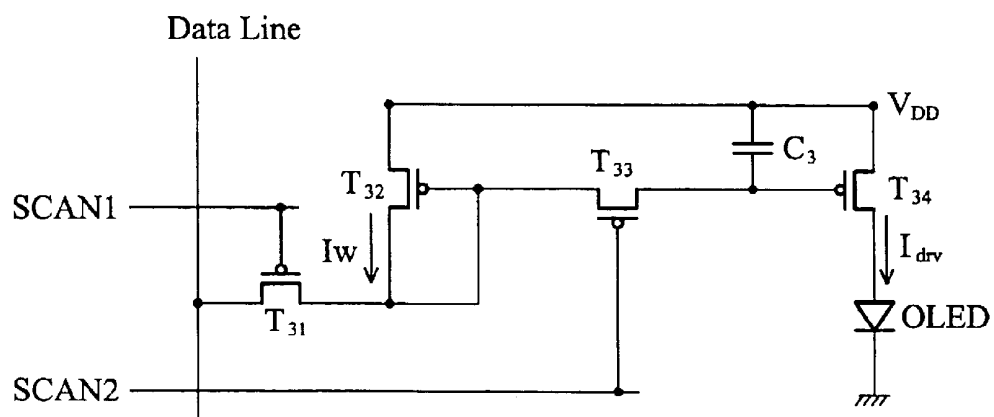 Data Line
V_DD
C_3
T_33
T_32
T_34
SCAN1
Iw
I_drv
T_31
OLED
SCAN2